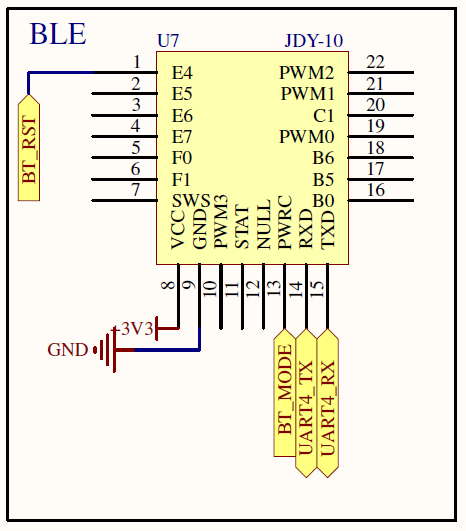 BLE
U7 JDY-10
1 E4 PWM2 22
2 E5 PWM1 21
3 E6 C1 20
4 E7 PWM0 19
5 F0 B6 18
6 F1 B5 17
7 SWS B0 16
BT_RST
VCC GND PWM3 STAT NULL PWRC RXD TXD
8 9 10 11 12 13 14 15
+3V3
GND
BT_MODE UART4_TX UART4_RX